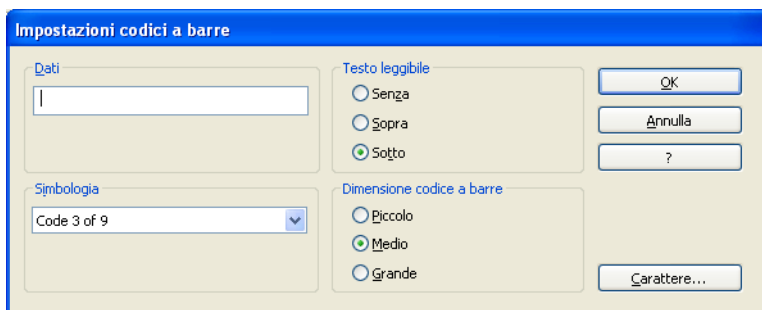 Impostazioni codici a barre
Dati
Testo leggibile
Senza
Sopra
Sotto
OK
Annulla
?
Simbologia
Code 3 of 9
Dimensione codice a barre
Piccolo
Medio
Grande
Carattere...